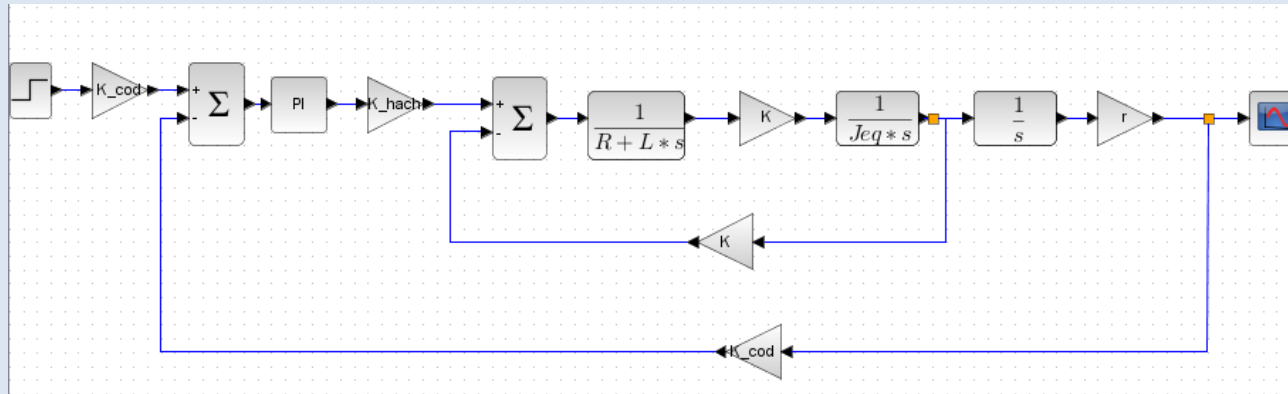 K_cod
+
-
Σ
PI
K_hach
+
-
Σ
1
R + L * s
K
1
Jeq * s
1
s
r
K
K_cod